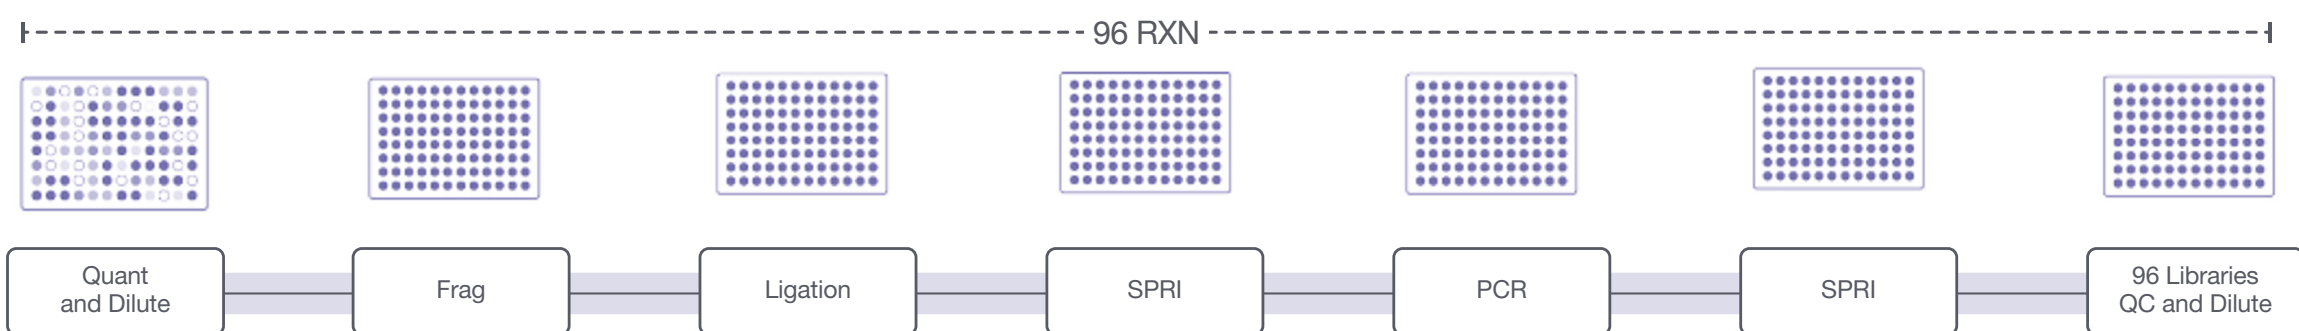 96 RXN
Quant
and Dilute
Frag
Ligation
SPRI
PCR
SPRI
96 Libraries
QC and Dilute